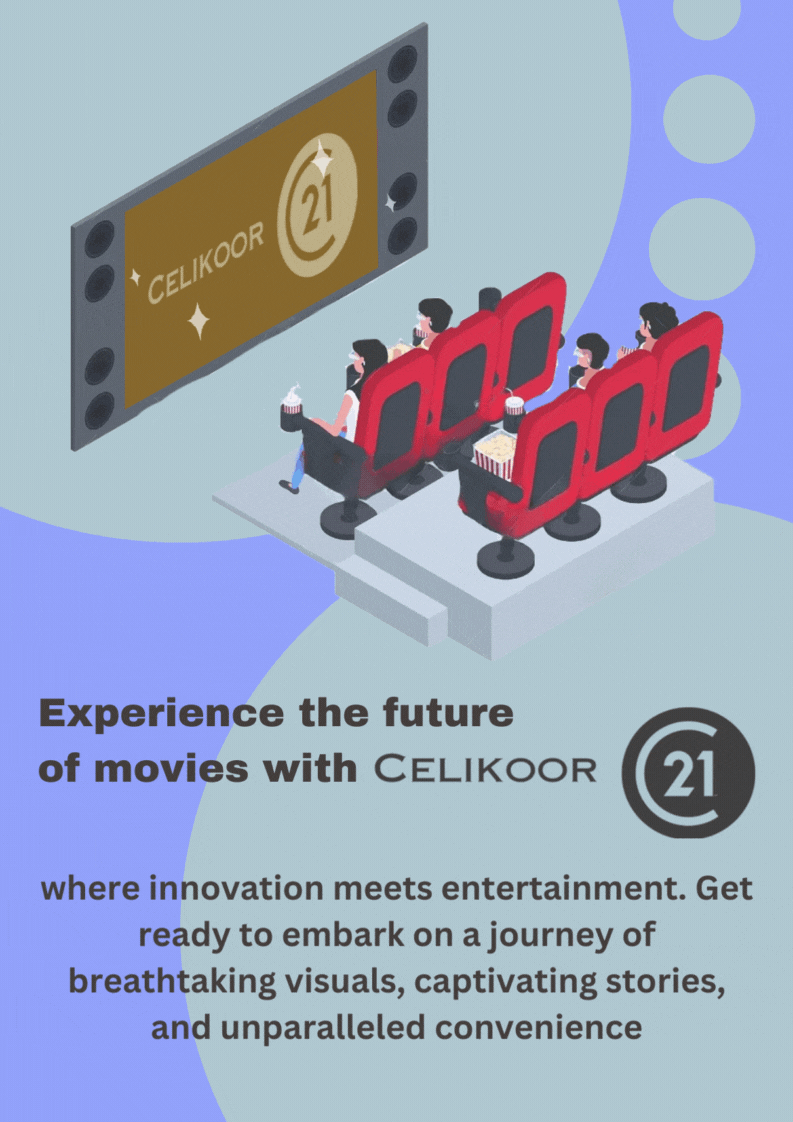 CELIKOOR 21
Experience the future
of movies with CELIKOOR 21
where innovation meets entertainment. Get
ready to embark on a journey of
breathtaking visuals, captivating stories,
and unparalleled convenience